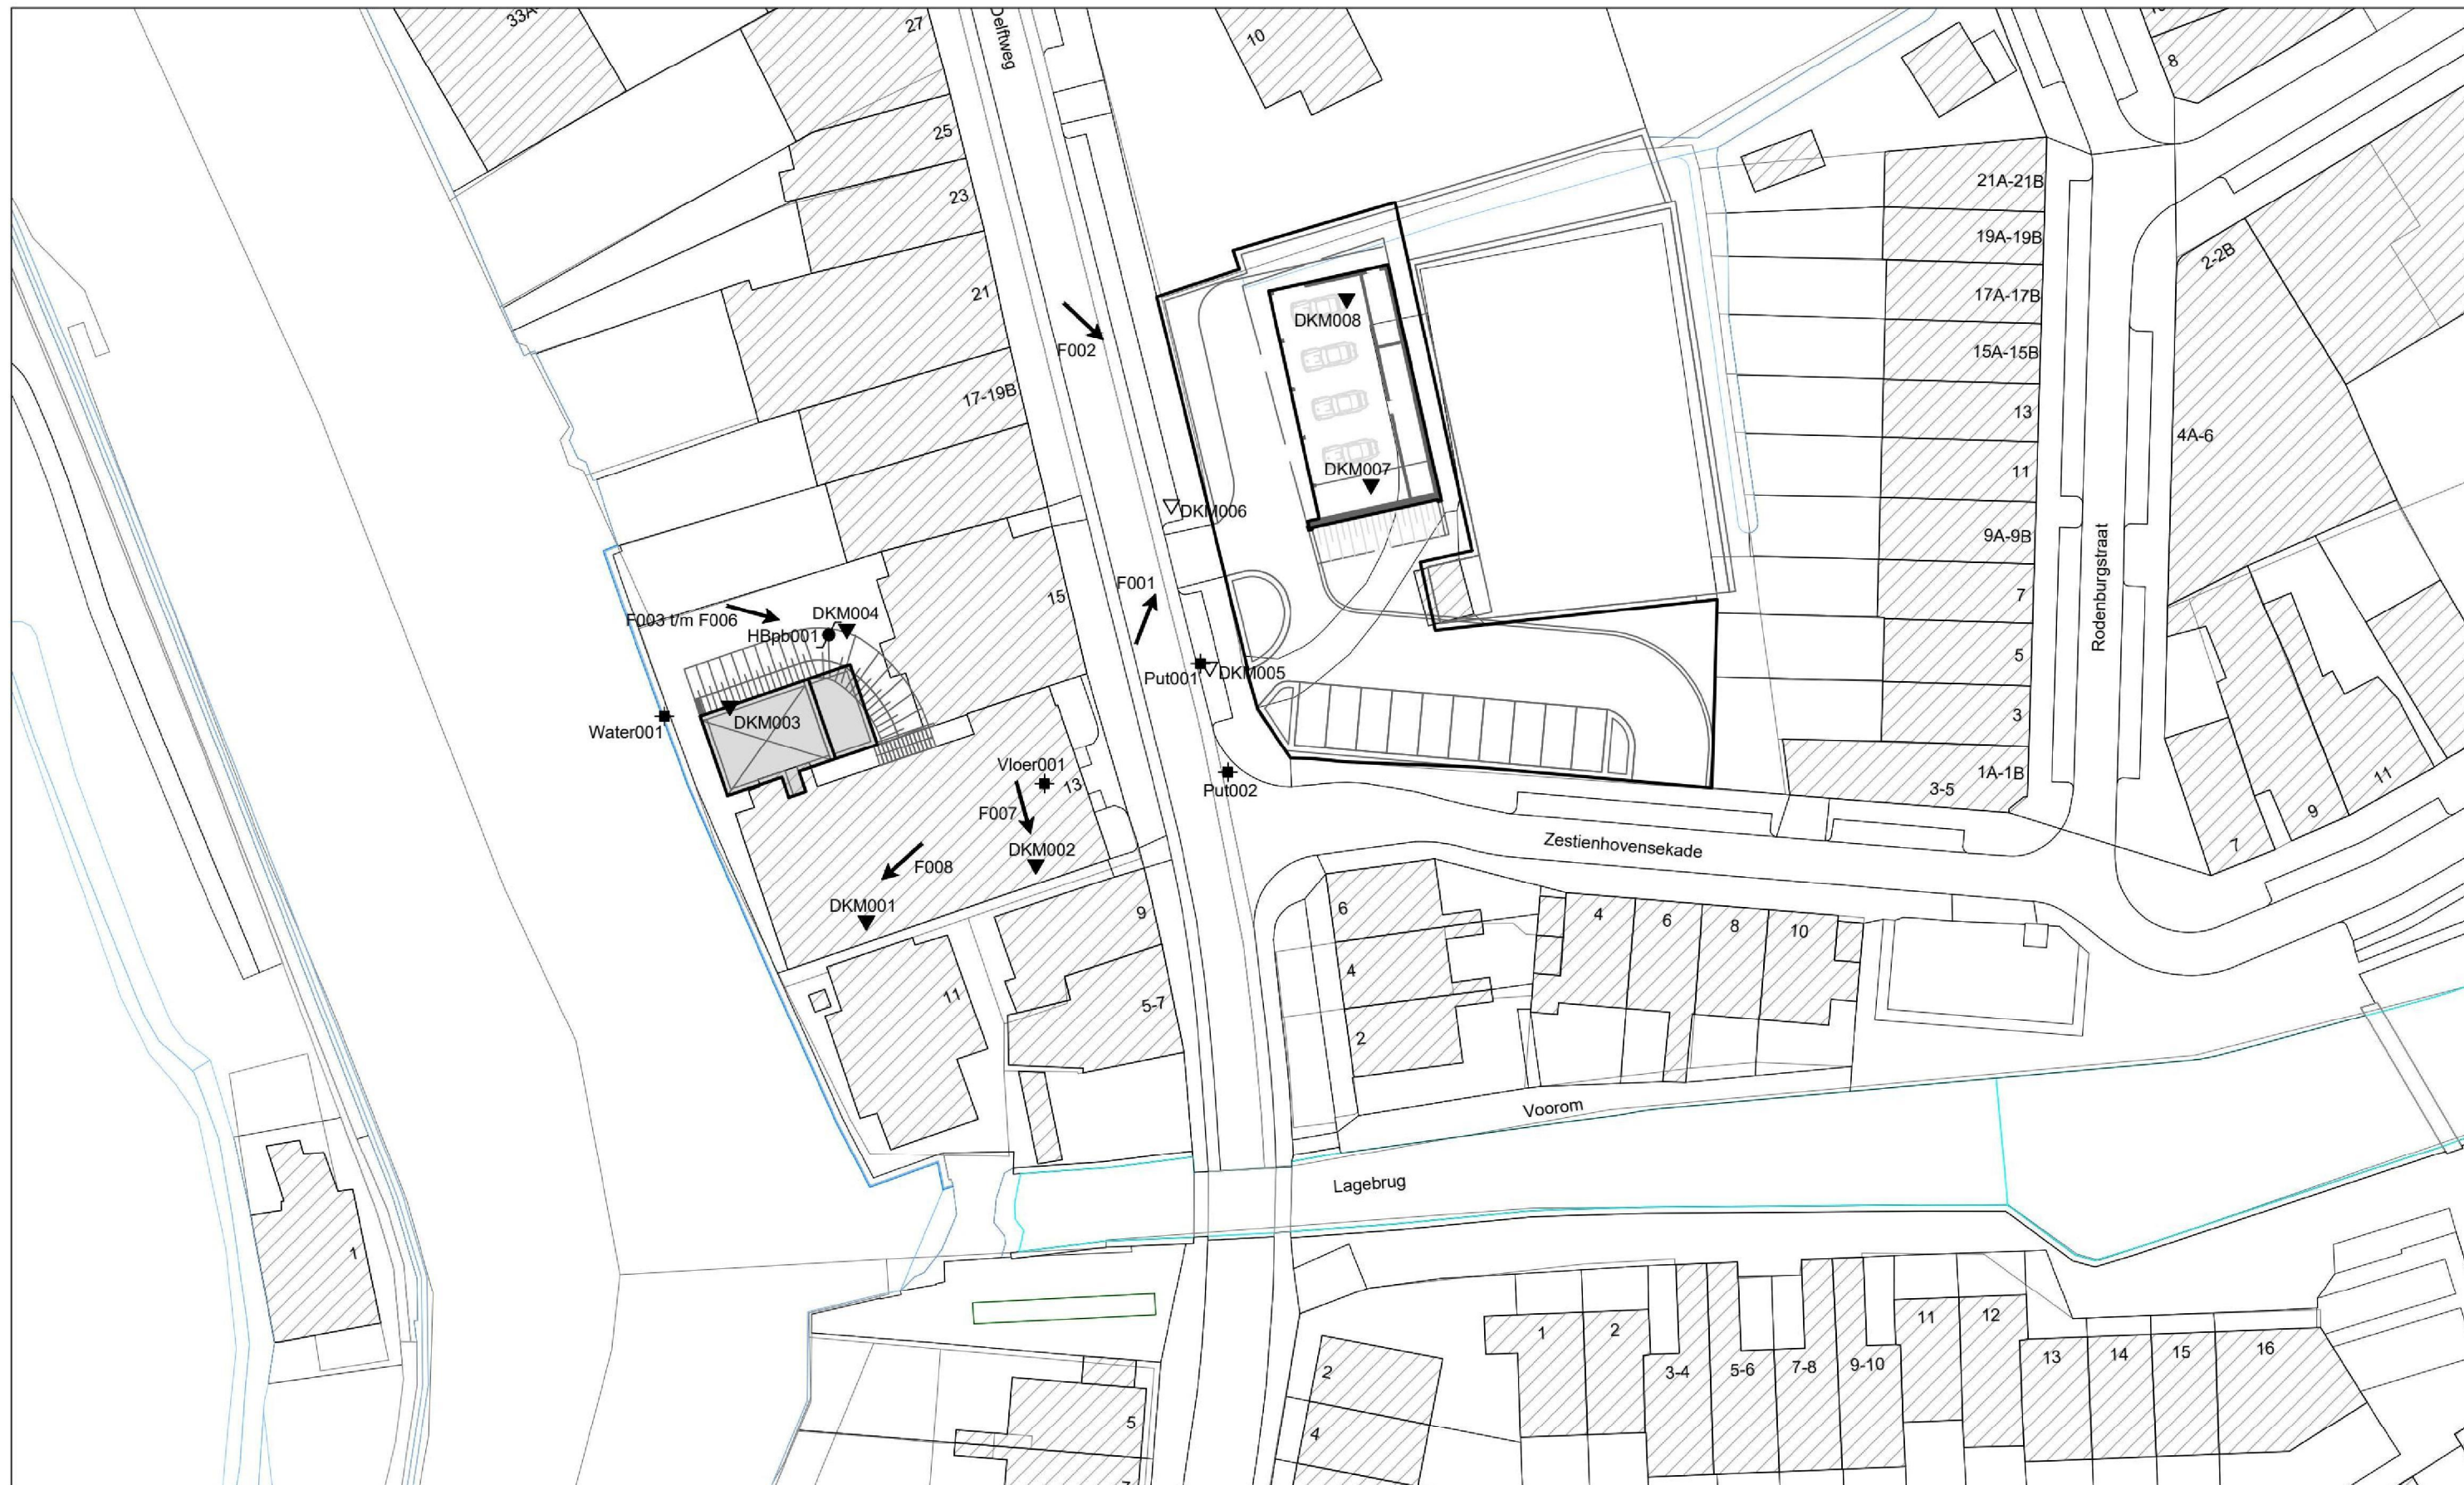 33A
27
Delftweg
10
8
25
23
21
17-19B
F002
DKM008
DKM007
DKM006
21A-21B
19A-19B
17A-17B
15A-15B
13
11
9A-9B
7
5
3
1A-1B
3-5
2-2B
4A-6
Rodenburgstraat
F001
15
F003 t/m F006
DKM004
HBpb001
DKM003
Water001
Put001
DKM005
Put002
Vloer001
13
F007
DKM002
F008
DKM001
Zestienhovensekade
7
9
11
9
11
5-7
6
4
2
4
6
8
10
Voorom
Lagebrug
1
5
2
4
1
2
3-4
5-6
7-8
9-10
11
12
13
14
15
16